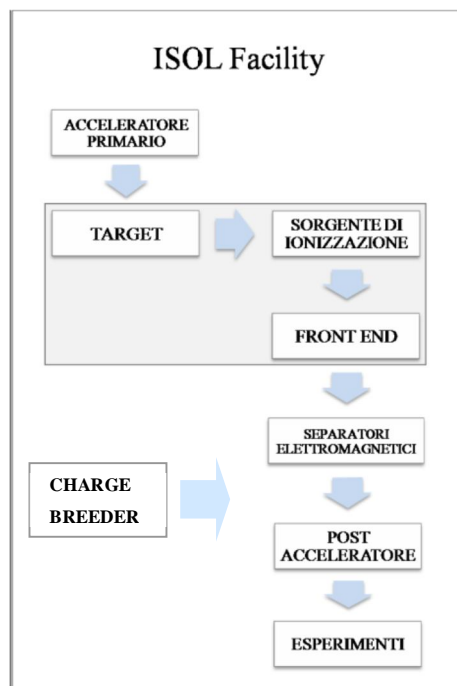 ISOL Facility
ACCELERATORE
PRIMARIO
TARGET
SORGENTE DI
IONIZZAZIONE
FRONT END
SEPARATORI
ELETTROMAGNETICI
CHARGE
BREEDER
POST
ACCELERATORE
ESPERIMENTI